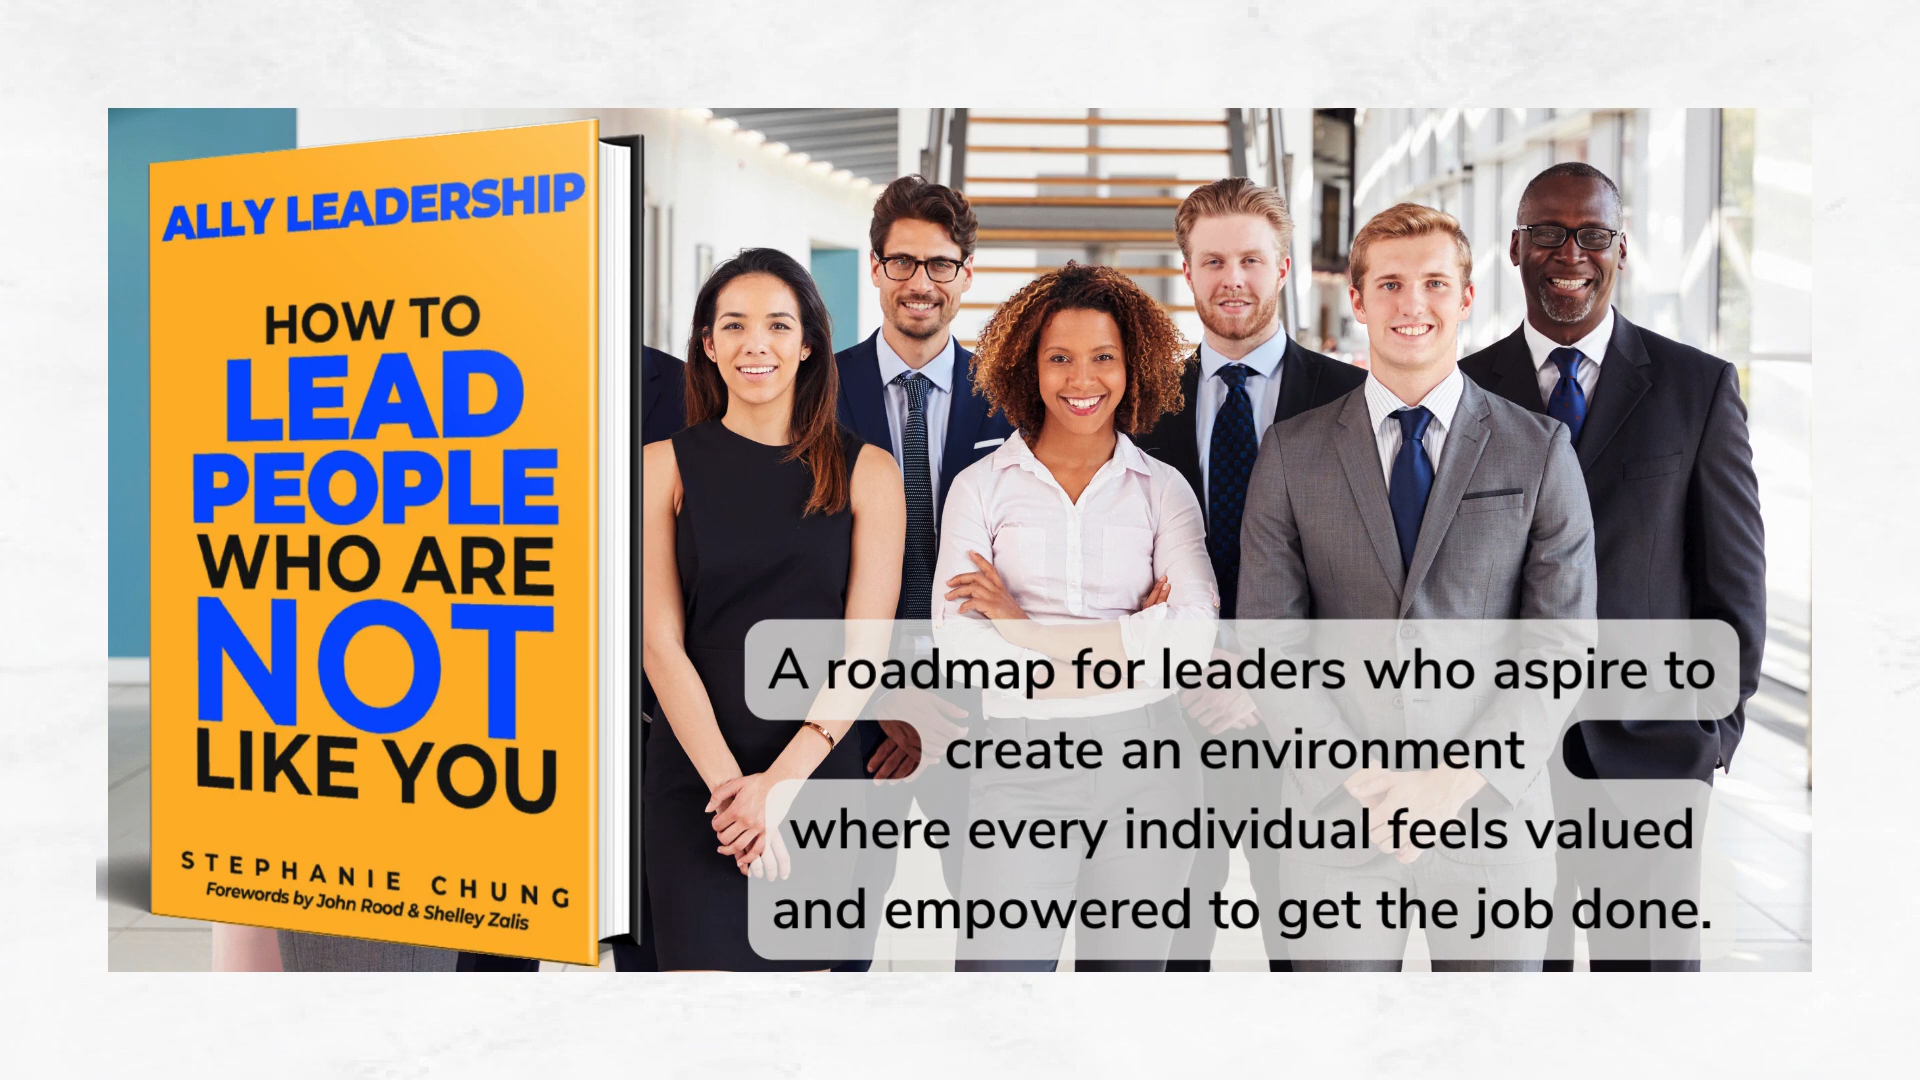 ALLY LEADERSHIP
HOW TO
LEAD
PEOPLE
WHO ARE
NOT
LIKE YOU
STEPHANIE CHUNG
Forewords by John Rood & Shelley Zalis
A roadmap for leaders who aspire to
create an environment
where every individual feels valued
and empowered to get the job done.